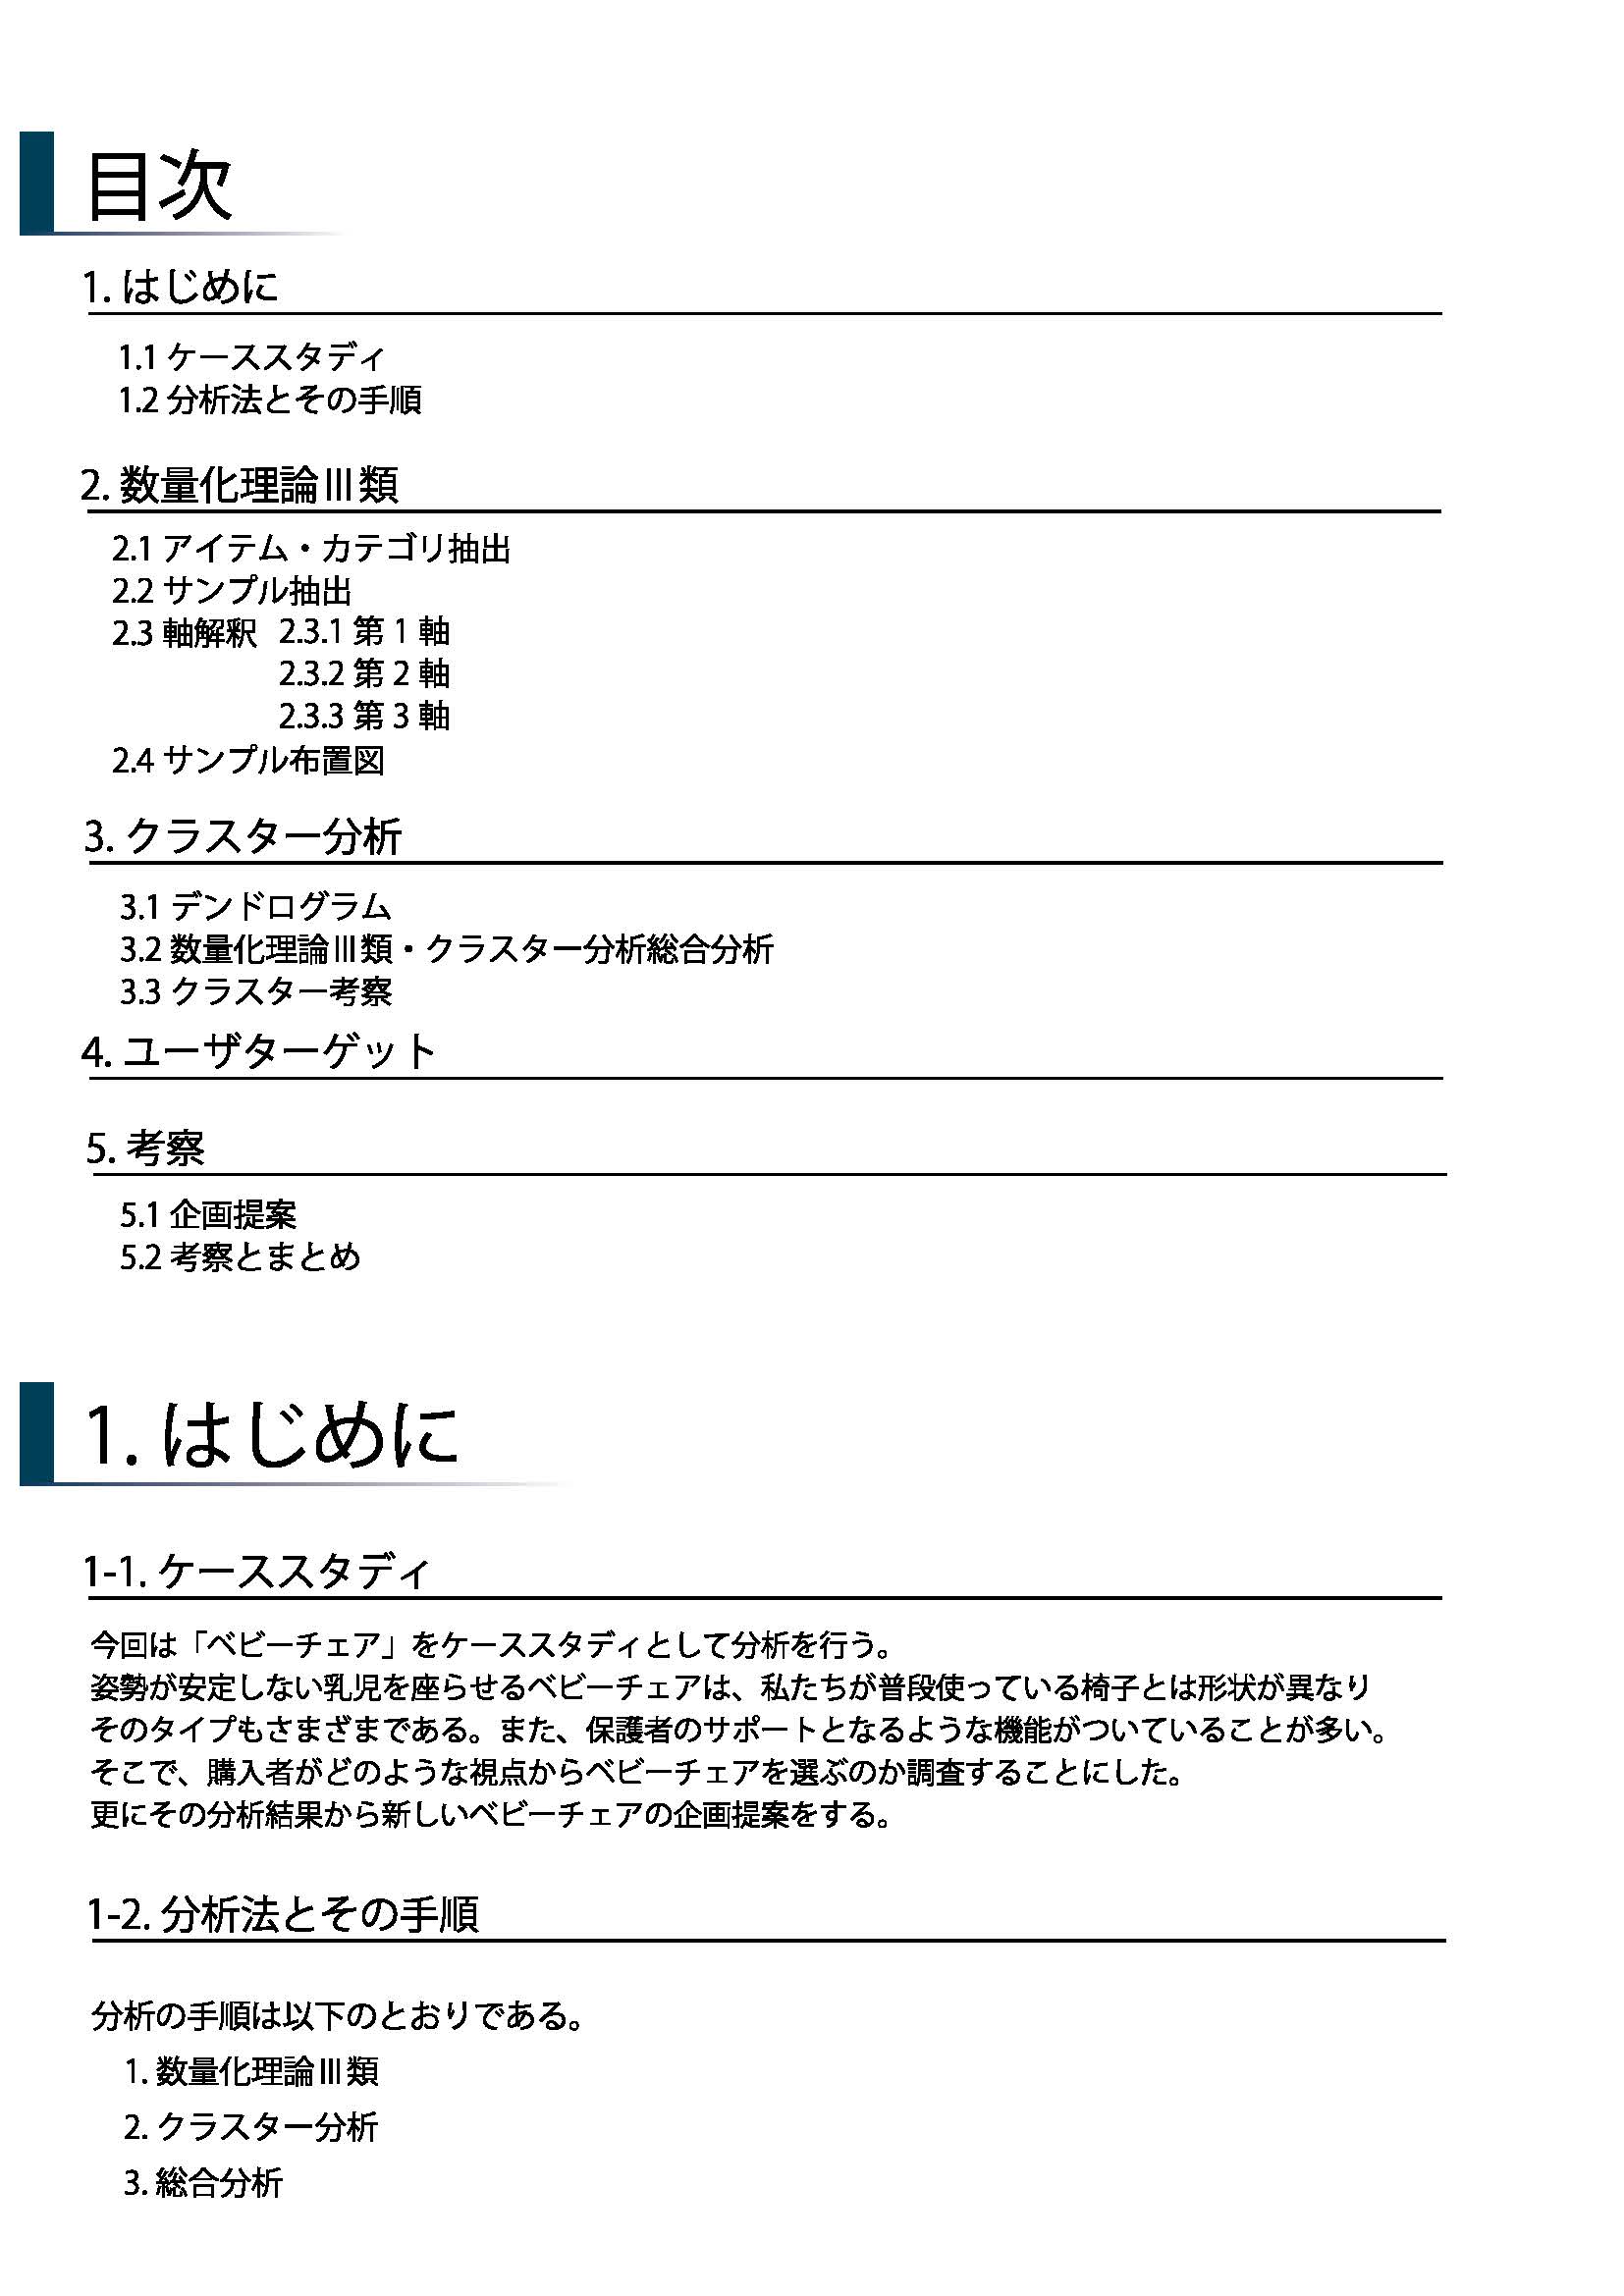 目次
1. はじめに
1.1 ケーススタディ
1.2 分析法とその手順
2. 数量化理論Ⅲ類
2.1 アイテム・カテゴリ抽出
2.2 サンプル抽出
2.3 軸解釈 2.3.1 第 1 軸
2.3.2 第 2 軸
2.3.3 第 3 軸
2.4 サンプル布置図
3. クラスター分析
3.1 デンドログラム
3.2 数量化理論Ⅲ類・クラスター分析総合分析
3.3 クラスター考察
4. ユーザターゲット
5. 考察
5.1 企画提案
5.2 考察とまとめ
1. はじめに
1-1. ケーススタディ
今回は「ベビーチェア」をケーススタディとして分析を行う。
姿勢が安定しない乳児を座らせるベビーチェアは、私たちが普段使っている椅子とは形状が異なり
そのタイプもさまざまである。また、保護者のサポートとなるような機能がついていることが多い。
そこで、購入者がどのような視点からベビーチェアを選ぶのか調査することにした。
更にその分析結果から新しいベビーチェアの企画提案をする。
1-2. 分析法とその手順
分析の手順は以下のとおりである。
1. 数量化理論Ⅲ類
2. クラスター分析
3. 総合分析